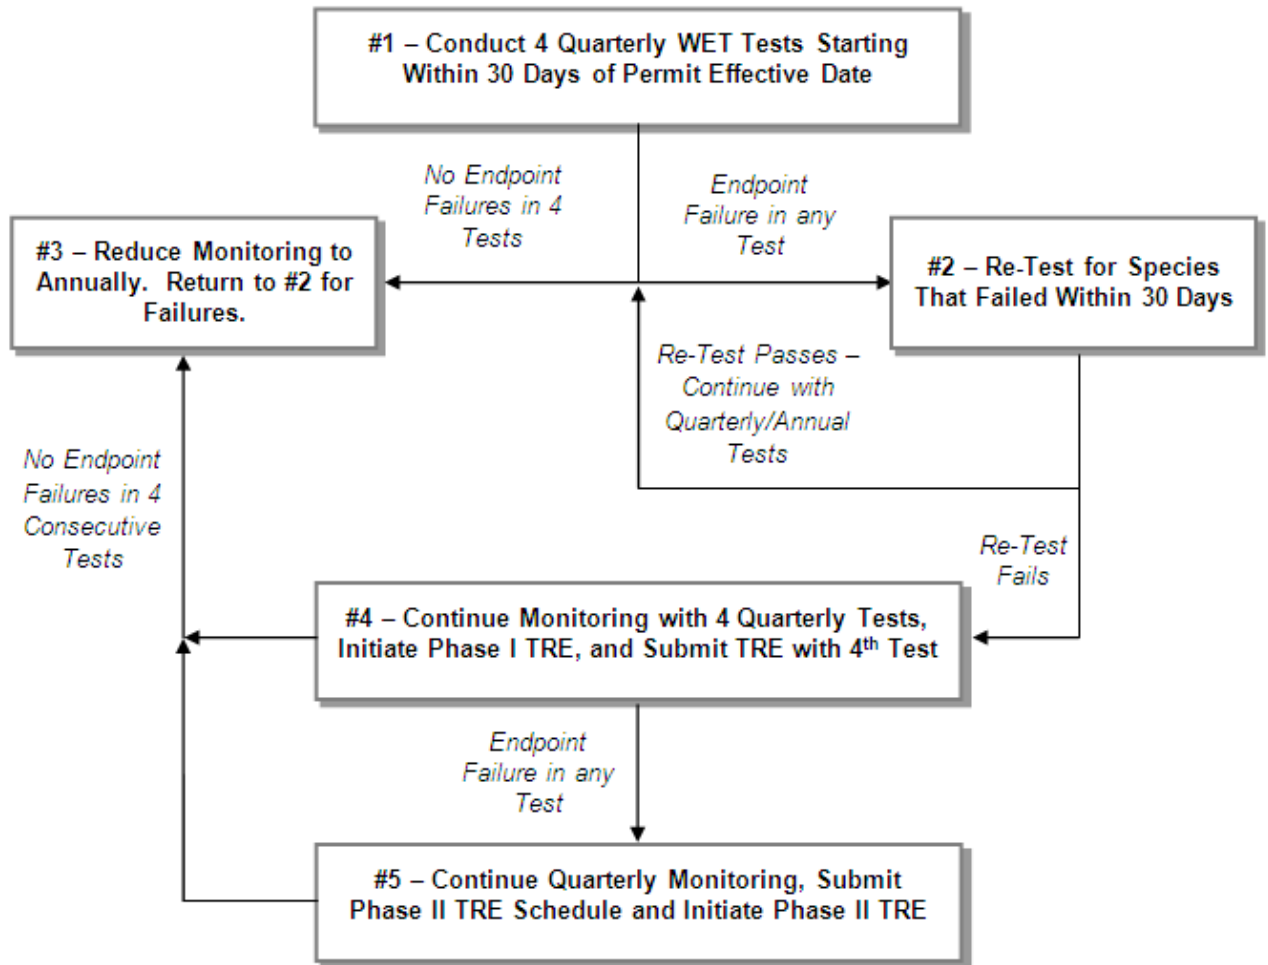 #1 – Conduct 4 Quarterly WET Tests Starting
Within 30 Days of Permit Effective Date
No Endpoint
Failures in 4
Tests
Endpoint
Failure in any
Test
#3 – Reduce Monitoring to
Annually. Return to #2 for
Failures.
#2 – Re-Test for Species
That Failed Within 30 Days
Re-Test Passes –
Continue with
Quarterly/Annual
Tests
No Endpoint
Failures in 4
Consecutive
Tests
Re-Test
Fails
#4 – Continue Monitoring with 4 Quarterly Tests,
Initiate Phase I TRE, and Submit TRE with 4th Test
Endpoint
Failure in any
Test
#5 – Continue Quarterly Monitoring, Submit
Phase II TRE Schedule and Initiate Phase II TRE